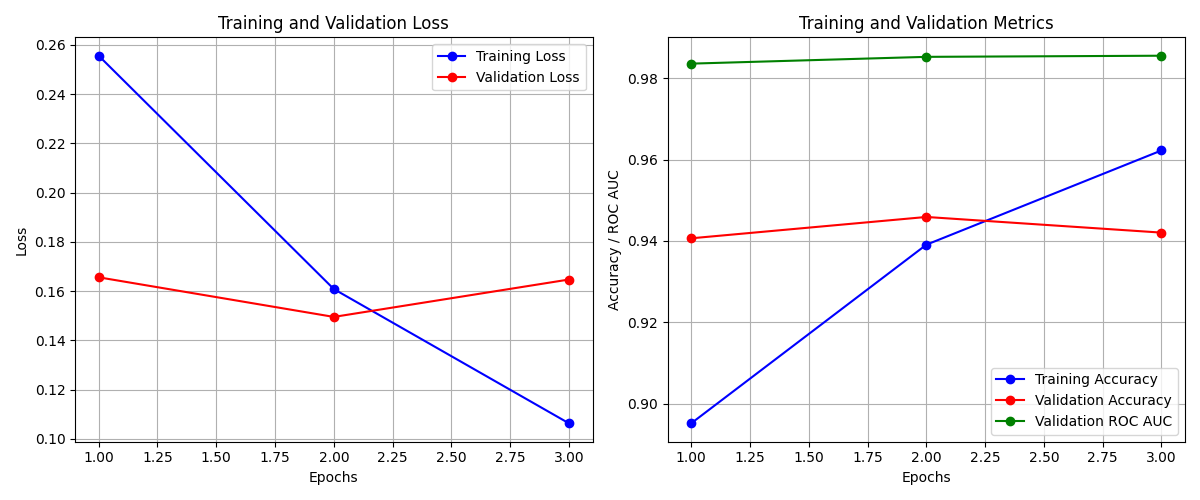 Training and Validation Loss
0.26
0.24
0.22
0.20
0.18
0.16
0.14
0.12
0.10
Loss
Training Loss
Validation Loss
1.00 1.25 1.50 1.75 2.00 2.25 2.50 2.75 3.00
Epochs
Training and Validation Metrics
0.98
0.96
0.94
0.92
0.90
Accuracy / ROC AUC
Training Accuracy
Validation Accuracy
Validation ROC AUC
1.00 1.25 1.50 1.75 2.00 2.25 2.50 2.75 3.00
Epochs